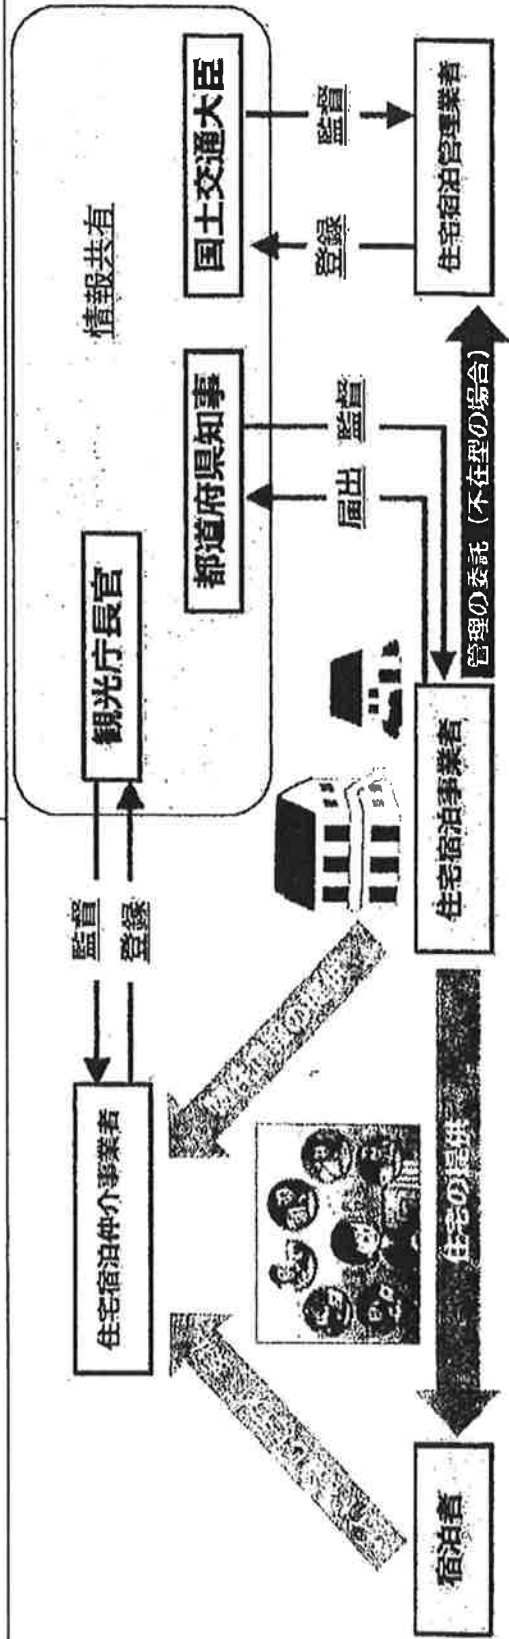 情報共有
観光庁長官
都道府県知事
国土交通大臣
監督
登録
届出
監督
登録
監督
住宅宿泊仲介事業者
住宅の提供
宿泊者
住宅宿泊事業者
管理の委託（不在型の場合）
住宅宿泊管理業者